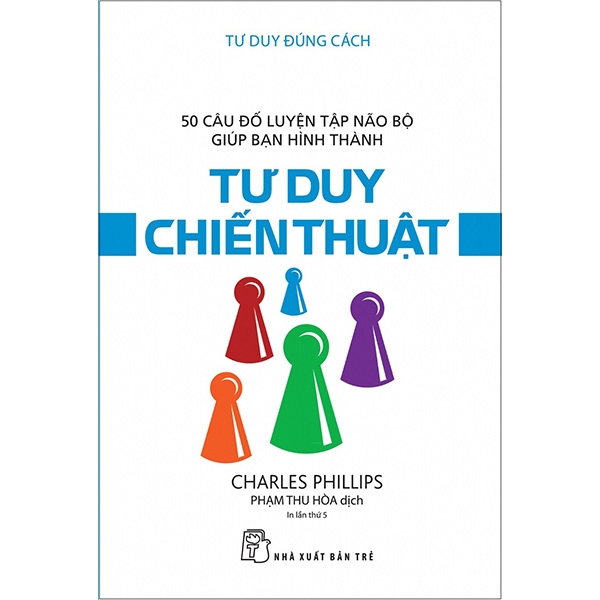 TƯ DUY ĐÚNG CÁCH
50 CÂU ĐỐ LUYỆN TẬP NÃO BỘ
GIÚP BẠN HÌNH THÀNH
TƯ DUY
CHIẾN THUẬT
CHARLES PHILLIPS
PHẠM THU HÒA dịch
In lần thứ 5
NHÀ XUẤT BẢN TRẺ